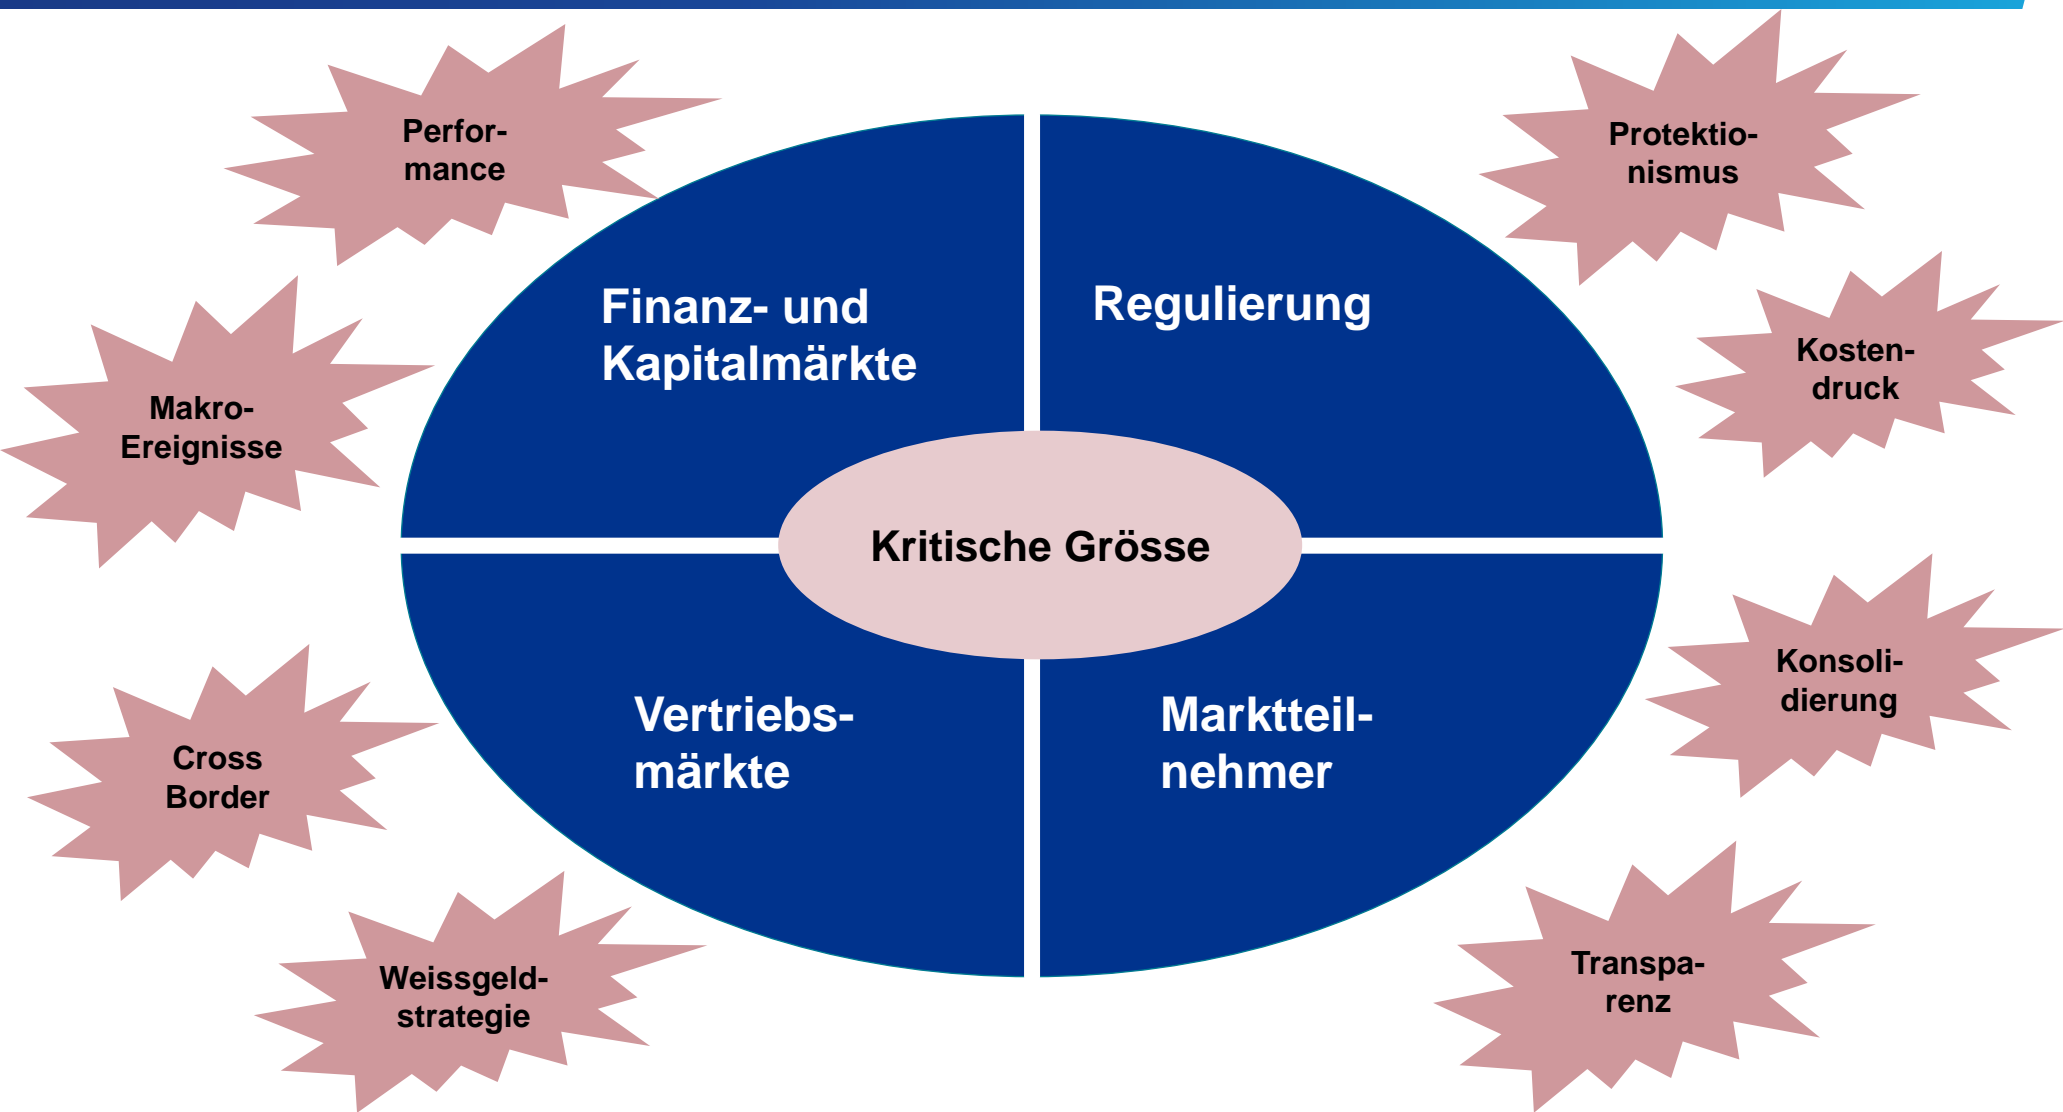 Perfor-
mance
Protektio-
nismus
Finanz- und
Kapitalmärkte
Regulierung
Kosten-
druck
Makro-
Ereignisse
Kritische Grösse
Konsoli-
dierung
Vertriebs-
märkte
Marktteil-
nehmer
Cross
Border
Weissgeld-
strategie
Transpa-
renz